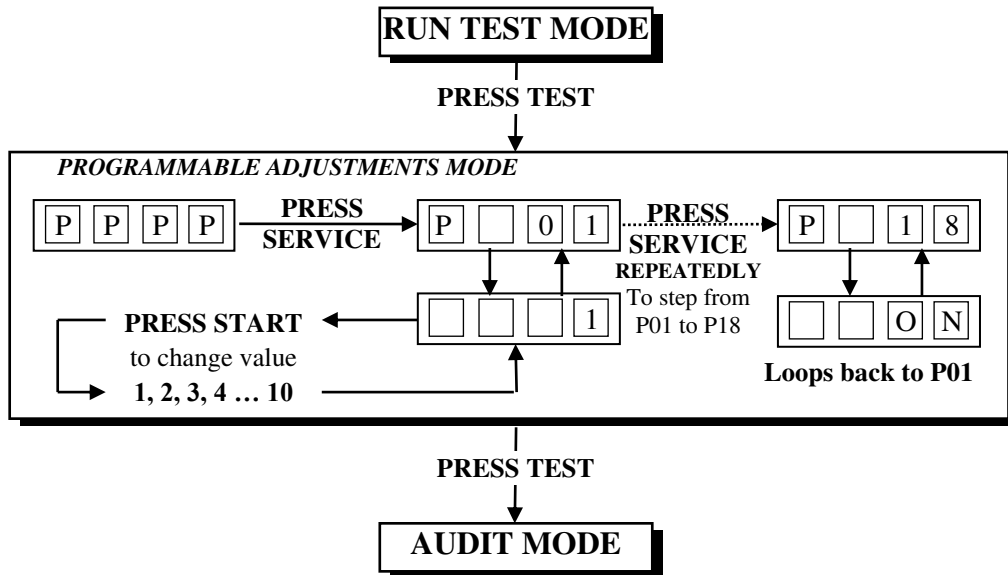 RUN TEST MODE
PRESS TEST
PROGRAMMABLE ADJUSTMENTS MODE
P P P P
PRESS
SERVICE
P 0 1
PRESS
SERVICE
REPEATEDLY
To step from
P01 to P18
P 1 8
1
O N
PRESS START
to change value
1, 2, 3, 4 … 10
Loops back to P01
PRESS TEST
AUDIT MODE